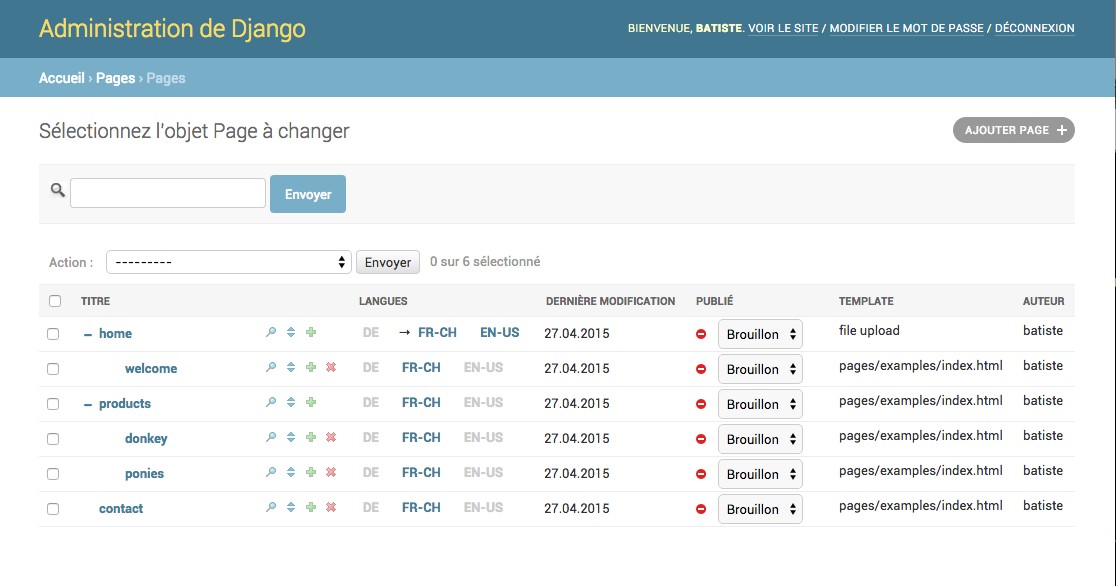 Administration de Django
BIENVENUE, BATISTE. VOIR LE SITE / MODIFIER LE MOT DE PASSE / DÉCONNEXION
Accueil › Pages › Pages
Sélectionnez l'objet Page à changer
AJOUTER PAGE +
Envoyer
Action : --------- Envoyer 0 sur 6 sélectionné
TITRE LANGUES DERNIÈRE MODIFICATION PUBLIÉ TEMPLATE AUTEUR
– home DE → FR-CH EN-US 27.04.2015 Brouillon file upload batiste
welcome DE FR-CH EN-US 27.04.2015 Brouillon pages/examples/index.html batiste
– products DE FR-CH EN-US 27.04.2015 Brouillon pages/examples/index.html batiste
donkey DE FR-CH EN-US 27.04.2015 Brouillon pages/examples/index.html batiste
ponies DE FR-CH EN-US 27.04.2015 Brouillon pages/examples/index.html batiste
contact DE FR-CH EN-US 27.04.2015 Brouillon pages/examples/index.html batiste